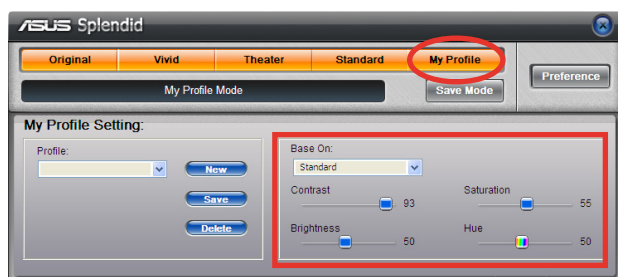 ASUS Splendid
Original Vivid Theater Standard My Profile
My Profile Mode Save Mode Preference
My Profile Setting:
Profile:
New
Save
Delete
Base On:
Standard
Contrast 93 Saturation 55
Brightness 50 Hue 50